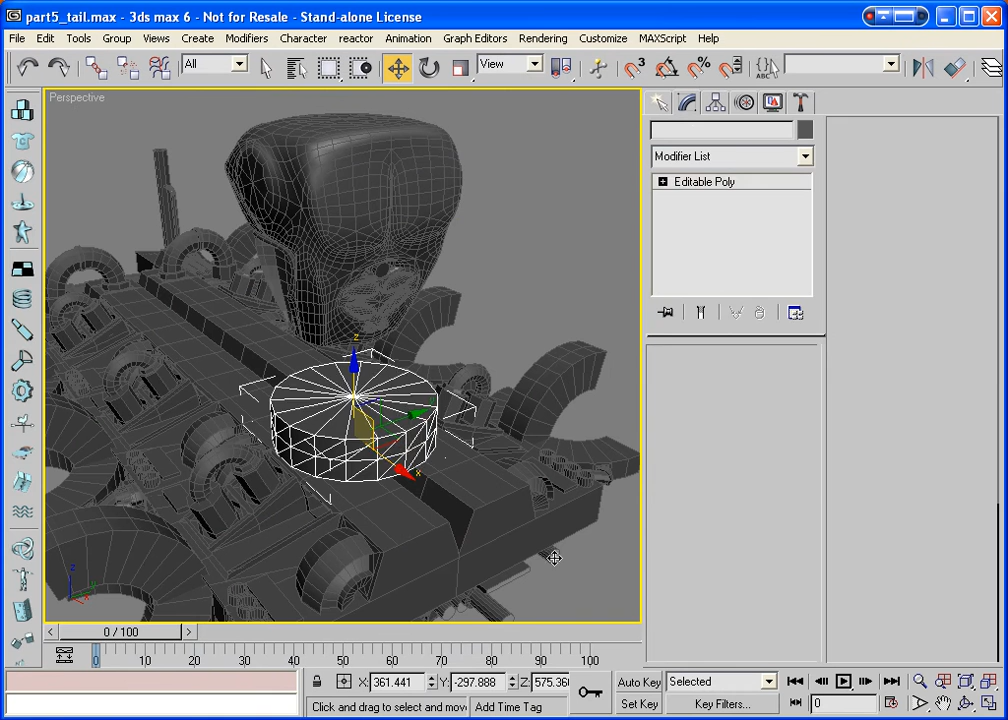 part5_tail.max - 3ds max 6 - Not for Resale - Stand-alone License
File Edit Tools Group Views Create Modifiers Character reactor Animation Graph Editors Rendering Customize MAXScript Help
All View
Perspective
Modifier List
Editable Poly
z
x
z
x
0 / 100
0 10 20 30 40 50 60 70 80 90 100
X: 361.441 Y: -297.888 Z: 575.36 Auto Key Selected
Click and drag to select and move Add Time Tag Set Key Key Filters... 0